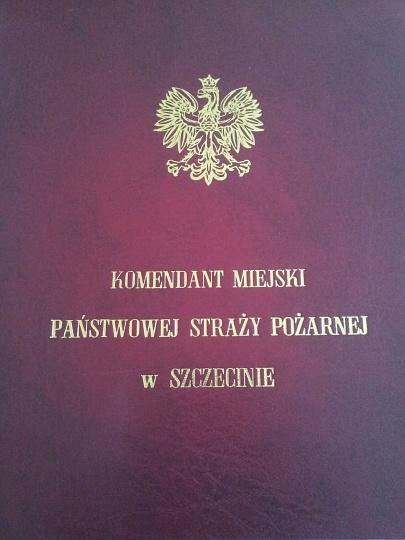 KOMENDANT MIEJSKI
PAŃSTWOWEJ STRAŻY POŻARNEJ
w SZCZECINIE